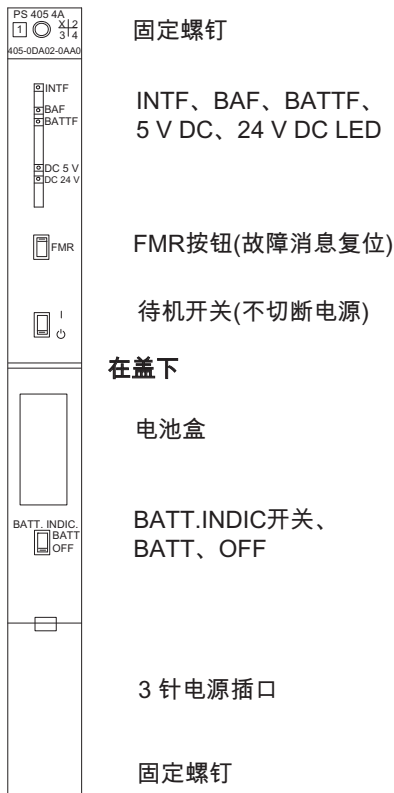 PS 405 4A
1 X 2
3 4
405-0DA02-0AA0
固定螺钉
INTF
BAF
BATTF
DC 5 V
DC 24 V
INTF、BAF、BATTF、
5 V DC、24 V DC LED
FMR
FMR按钮(故障消息复位)
I
待机开关(不切断电源)
在盖下
电池盒
BATT. INDIC.
BATT
OFF
BATT.INDIC开关、
BATT、OFF
3 针电源插口
固定螺钉